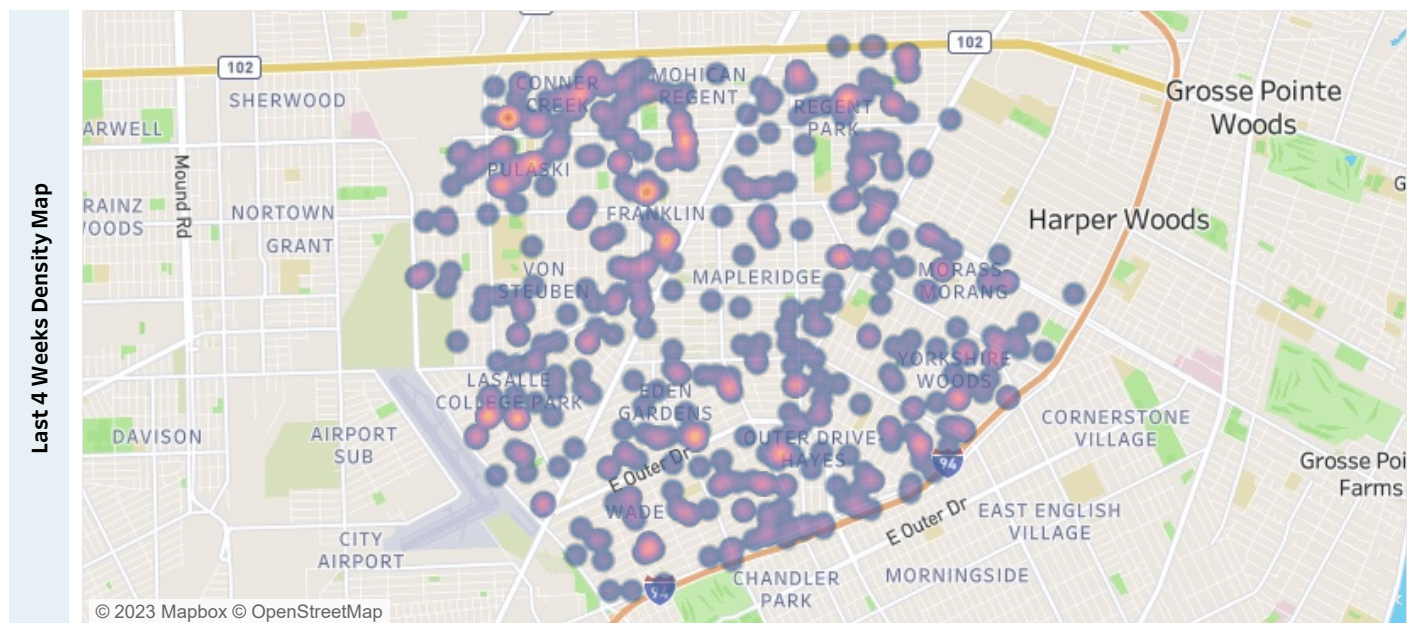 Last 4 Weeks Density Map
102
102
SHERWOOD
CONNER
CREEK
MOHICAN
REGENT
REGENT
PARK
Grosse Pointe
Woods
ARWELL
Mound Rd
PULASKI
RAINZ
WOODS
NORTOWN
FRANKLIN
Harper Woods
G
GRANT
VON
STEUBEN
MAPLERIDGE
MORASS-
MORANG
YORKSHIRE
WOODS
LASALLE
COLLEGE PARK
EDEN
GARDENS
DAVISON
AIRPORT
SUB
OUTER DRIVE-
HAYES
CORNERSTONE
VILLAGE
94
Grosse Poi
Farms
E Outer Dr
WADE
E Outer Dr
EAST ENGLISH
VILLAGE
CITY
AIRPORT
94
CHANDLER
PARK
MORNINGSIDE
© 2023 Mapbox © OpenStreetMap